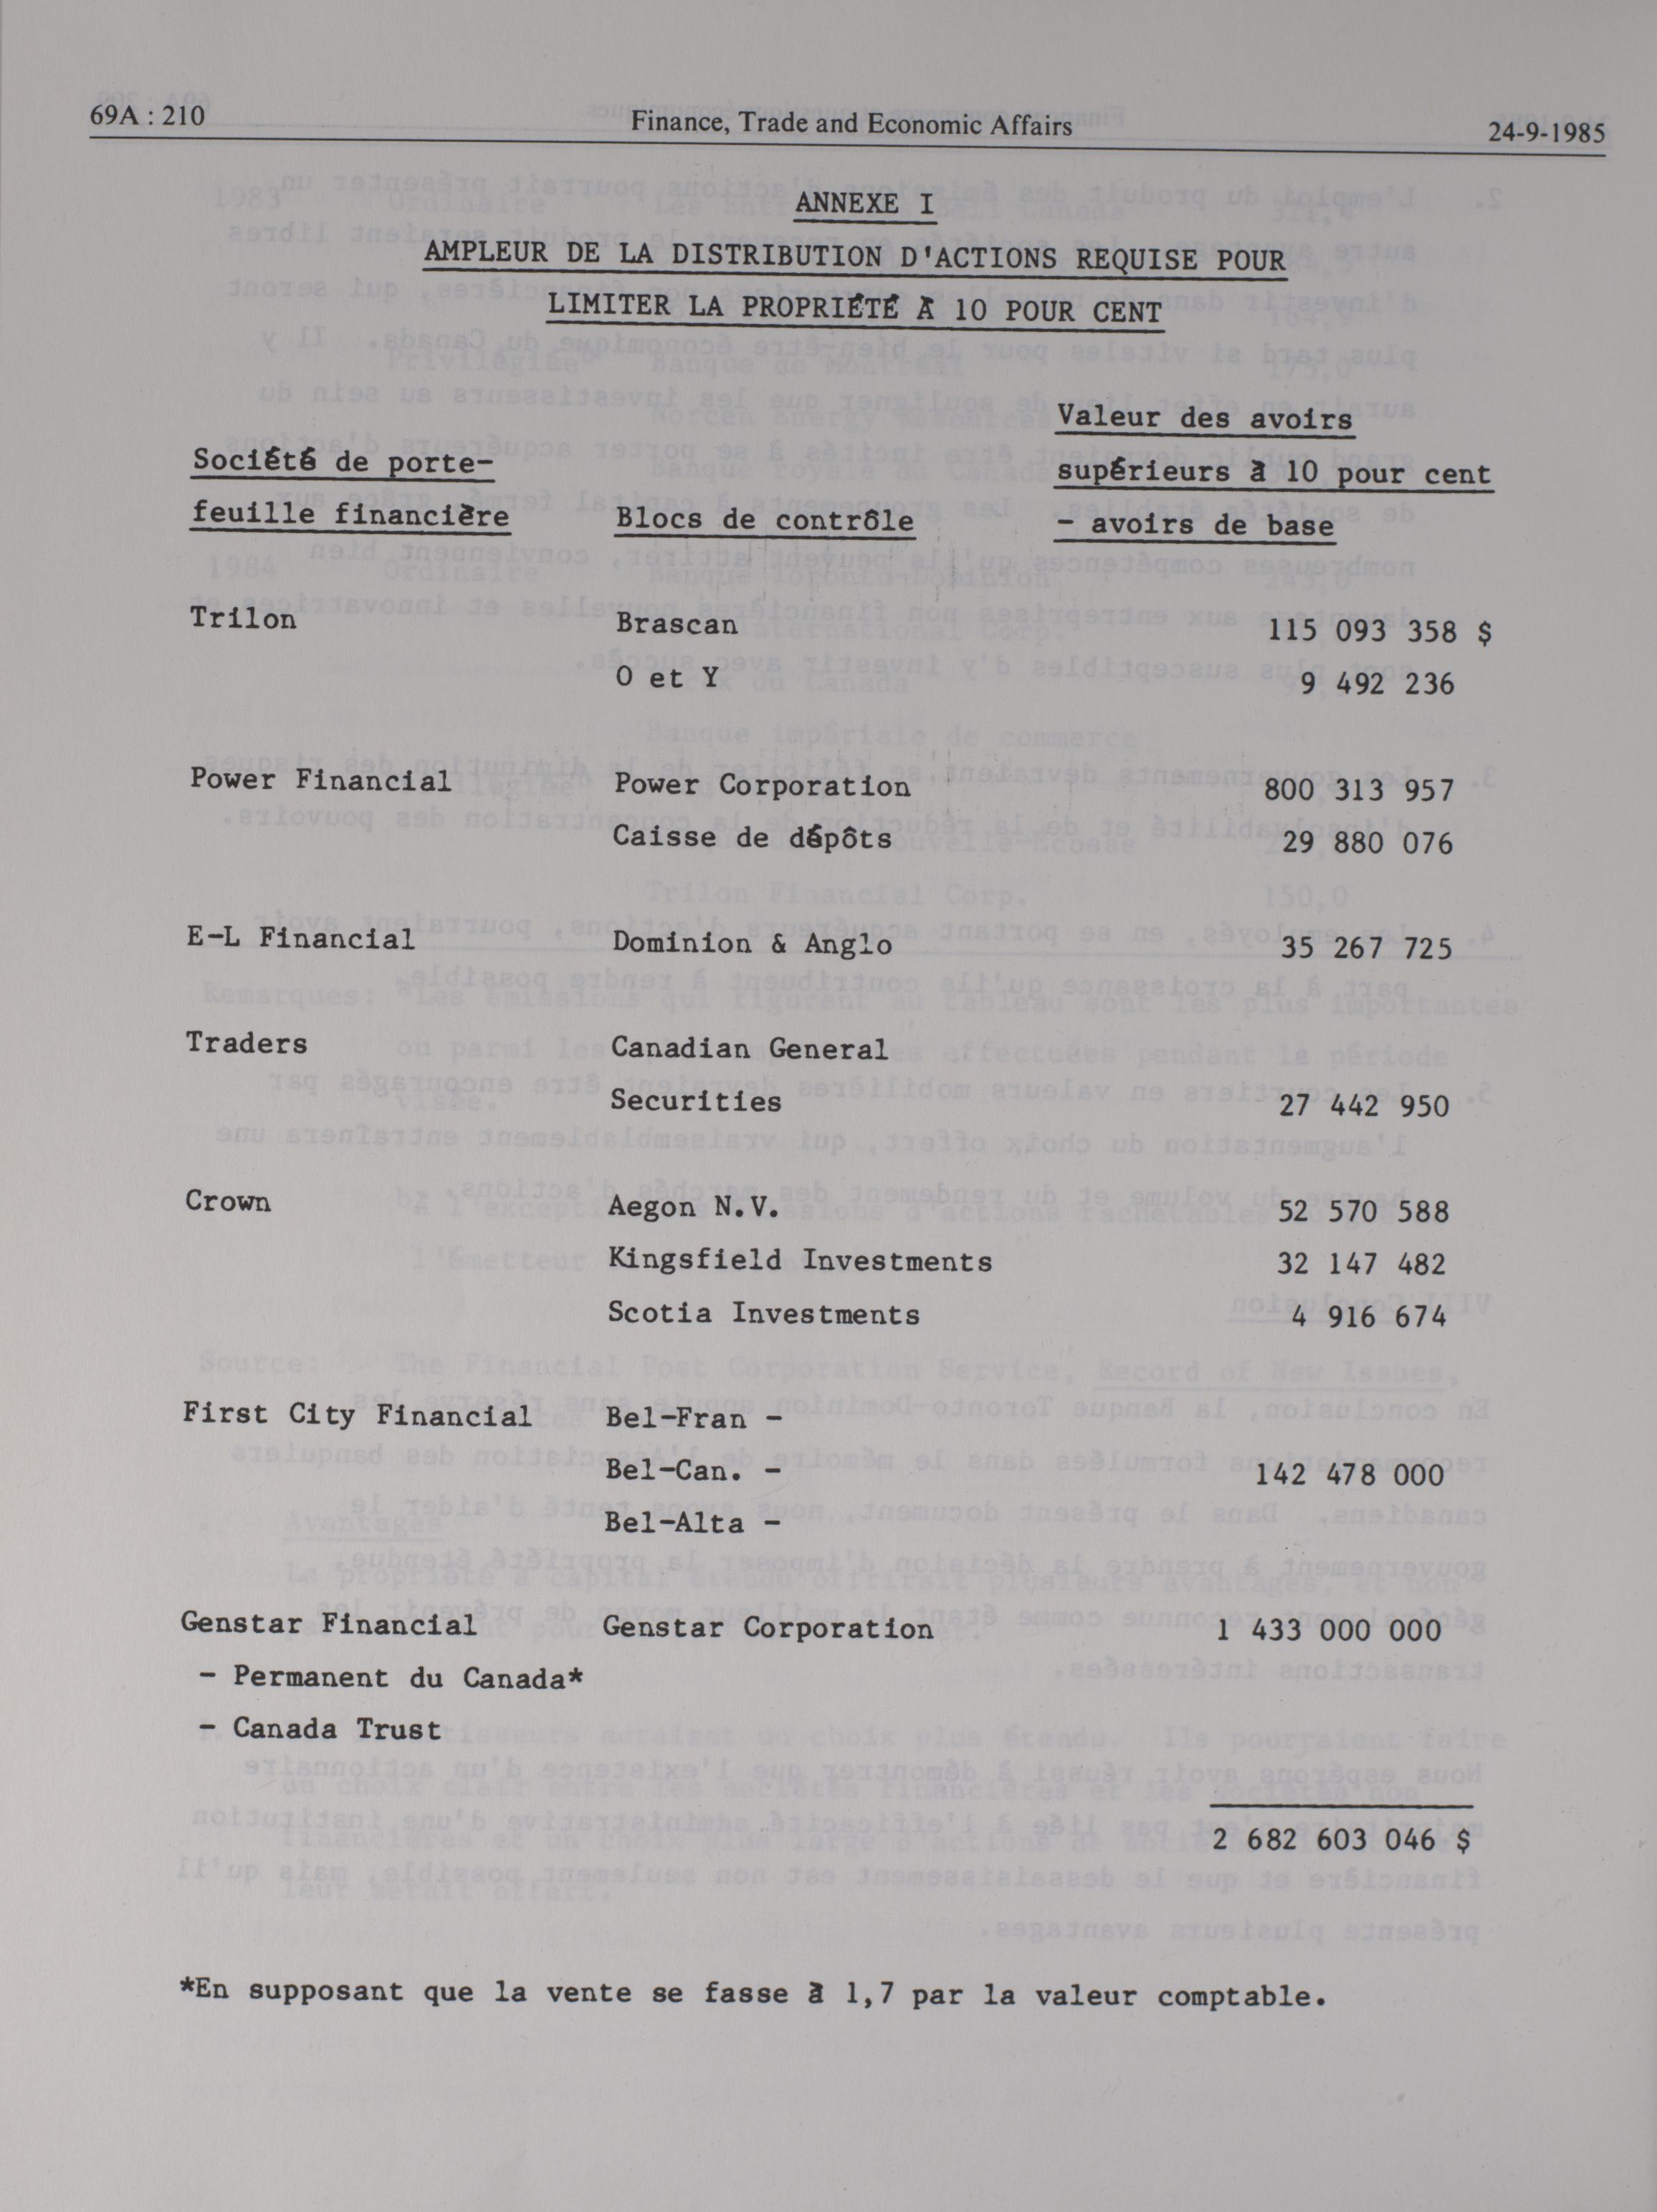 69A : 210 Finance, Trade and Economic Affairs 24-9-1985
ANNEXE I
AMPLEUR DE LA DISTRIBUTION D'ACTIONS REQUISE POUR
LIMITER LA PROPRIÉTÉ À 10 POUR CENT
Société de porte-
feuille financière
Blocs de contrôle
Valeur des avoirs
supérieurs à 10 pour cent
- avoirs de base
Trilon Brascan 115 093 358 $
O et Y 9 492 236
Power Financial Power Corporation 800 313 957
Caisse de dépôts 29 880 076
E-L Financial Dominion & Anglo 35 267 725
Traders Canadian General
Securities 27 442 950
Crown Aegon N.V. 52 570 588
Kingsfield Investments 32 147 482
Scotia Investments 4 916 674
First City Financial Bel-Fran -
Bel-Can. - 142 478 000
Bel-Alta -
Genstar Financial Genstar Corporation 1 433 000 000
- Permanent du Canada*
- Canada Trust
2 682 603 046 $
*En supposant que la vente se fasse à 1,7 par la valeur comptable.